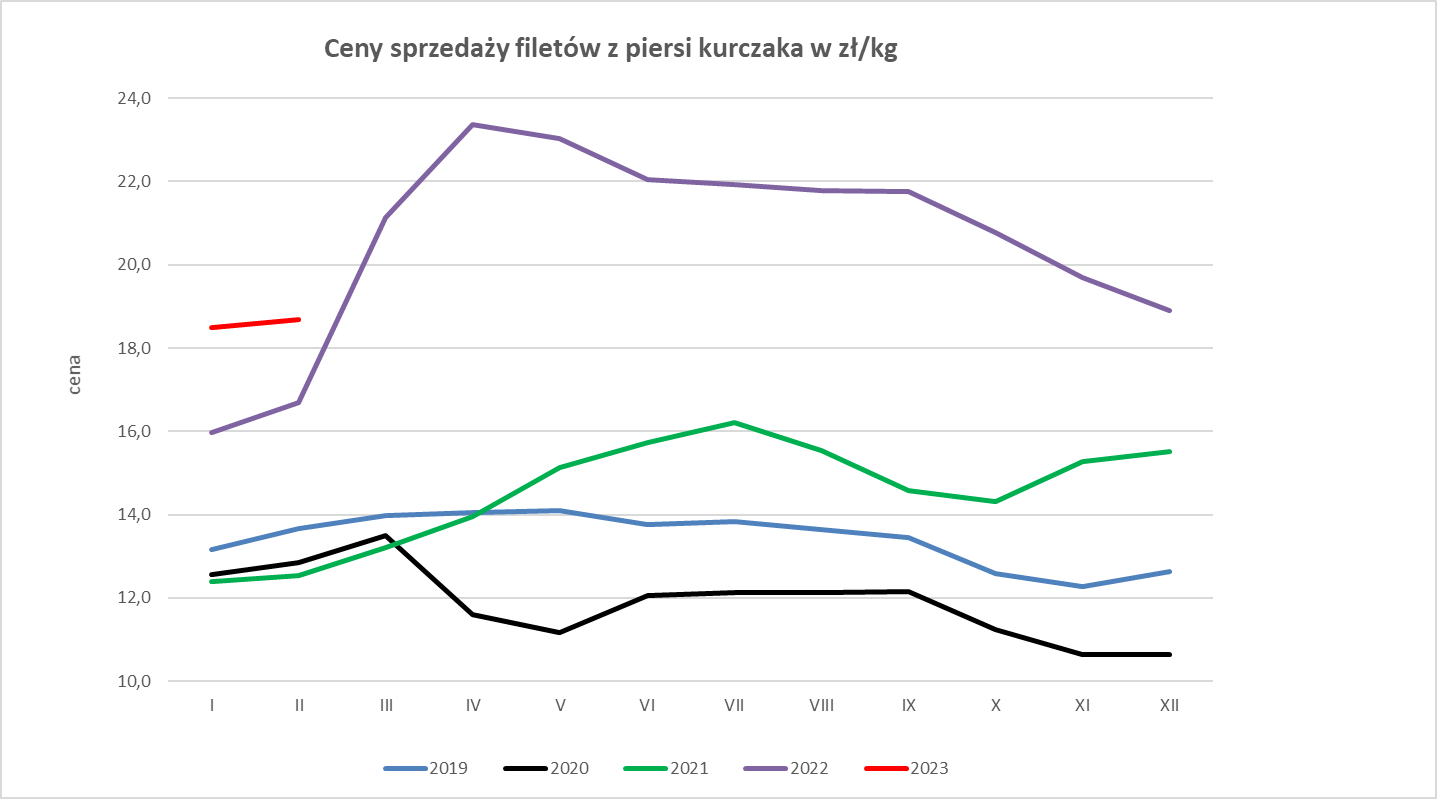 Ceny sprzedaży filetów z piersi kurczaka w zł/kg
24,0
22,0
20,0
18,0
16,0
14,0
12,0
10,0
cena
I II III IV V VI VII VIII IX X XI XII
2019 2020 2021 2022 2023